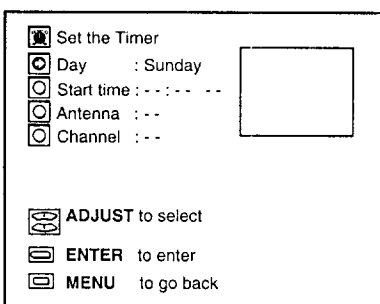 Set the Timer
Day : Sunday
Start time : - - : - - - -
Antenna : - -
Channel : - -
ADJUST to select
ENTER to enter
MENU to go back